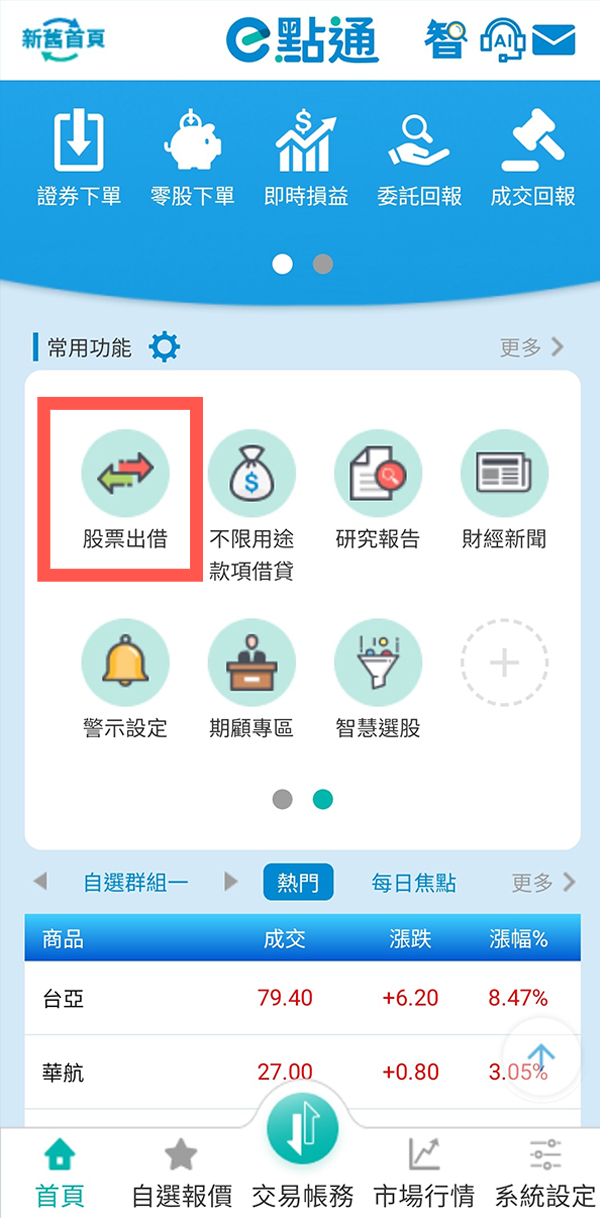 新舊首頁
e點通
智
AI
證券下單 零股下單 即時損益 委託回報 成交回報
常用功能 更多
股票出借 不限用途 研究報告 財經新聞
款項借貸
警示設定 期顧專區 智慧選股
自選群組一 熱門 每日焦點 更多
商品 成交 漲跌 漲幅%
台亞 79.40 +6.20 8.47%
華航 27.00 +0.80 3.05%
首頁 自選報價 交易帳務 市場行情 系統設定